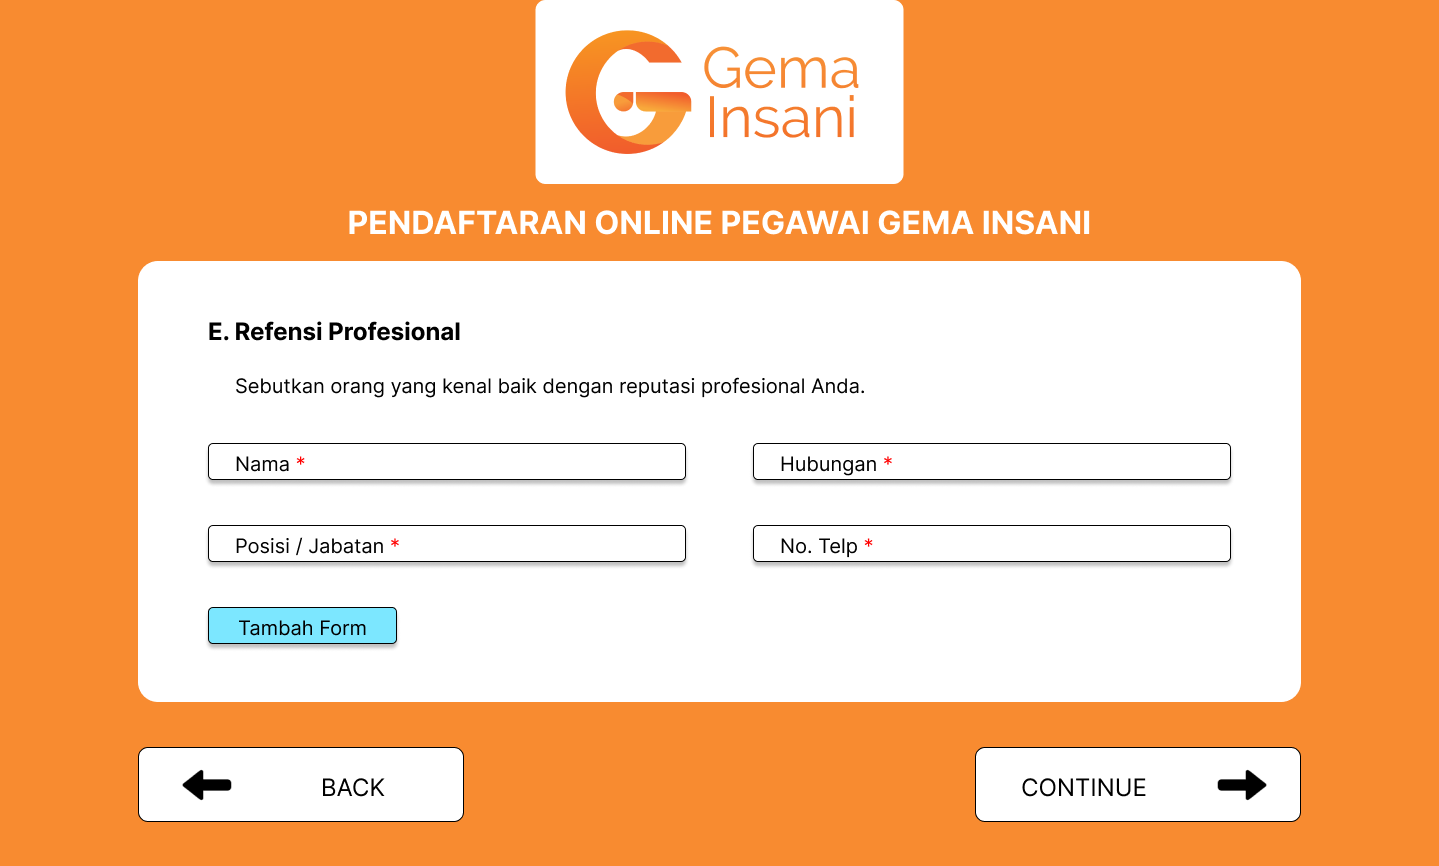 Gema
Insani
PENDAFTARAN ONLINE PEGAWAI GEMA INSANI
E. Refensi Profesional
Sebutkan orang yang kenal baik dengan reputasi profesional Anda.
Nama *
Hubungan *
Posisi / Jabatan *
No. Telp *
Tambah Form
BACK
CONTINUE